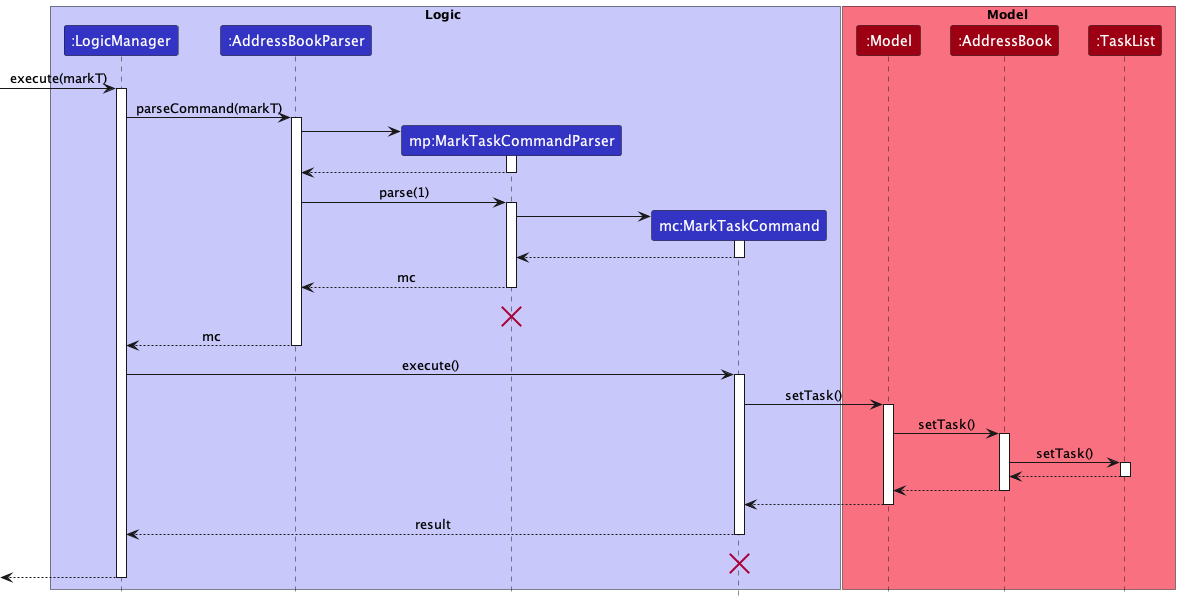 Logic
Model
:LogicManager
:AddressBookParser
:Model
:AddressBook
:TaskList
execute(markT)
parseCommand(markT)
mp:MarkTaskCommandParser
parse(1)
mc:MarkTaskCommand
mc
mc
execute()
setTask()
setTask()
setTask()
result